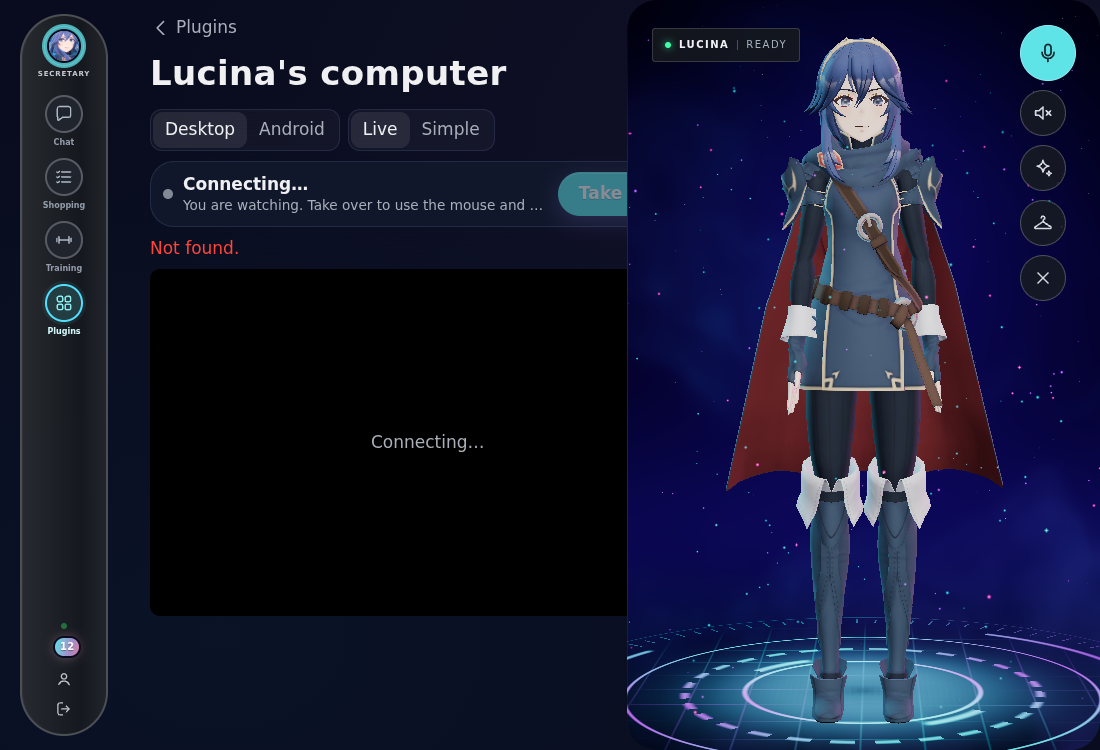 SECRETARY
Chat
Shopping
Training
Plugins
12
Plugins
Lucina's computer
Desktop
Android
Live
Simple
Connecting…
You are watching. Take over to use the mouse and …
Take
Not found.
Connecting…
LUCINA | READY